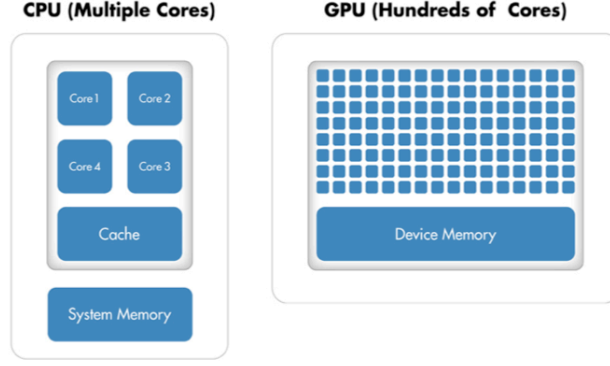 CPU (Multiple Cores)
GPU (Hundreds of Cores)
Core 1
Core 2
Core 4
Core 3
Cache
System Memory
Device Memory